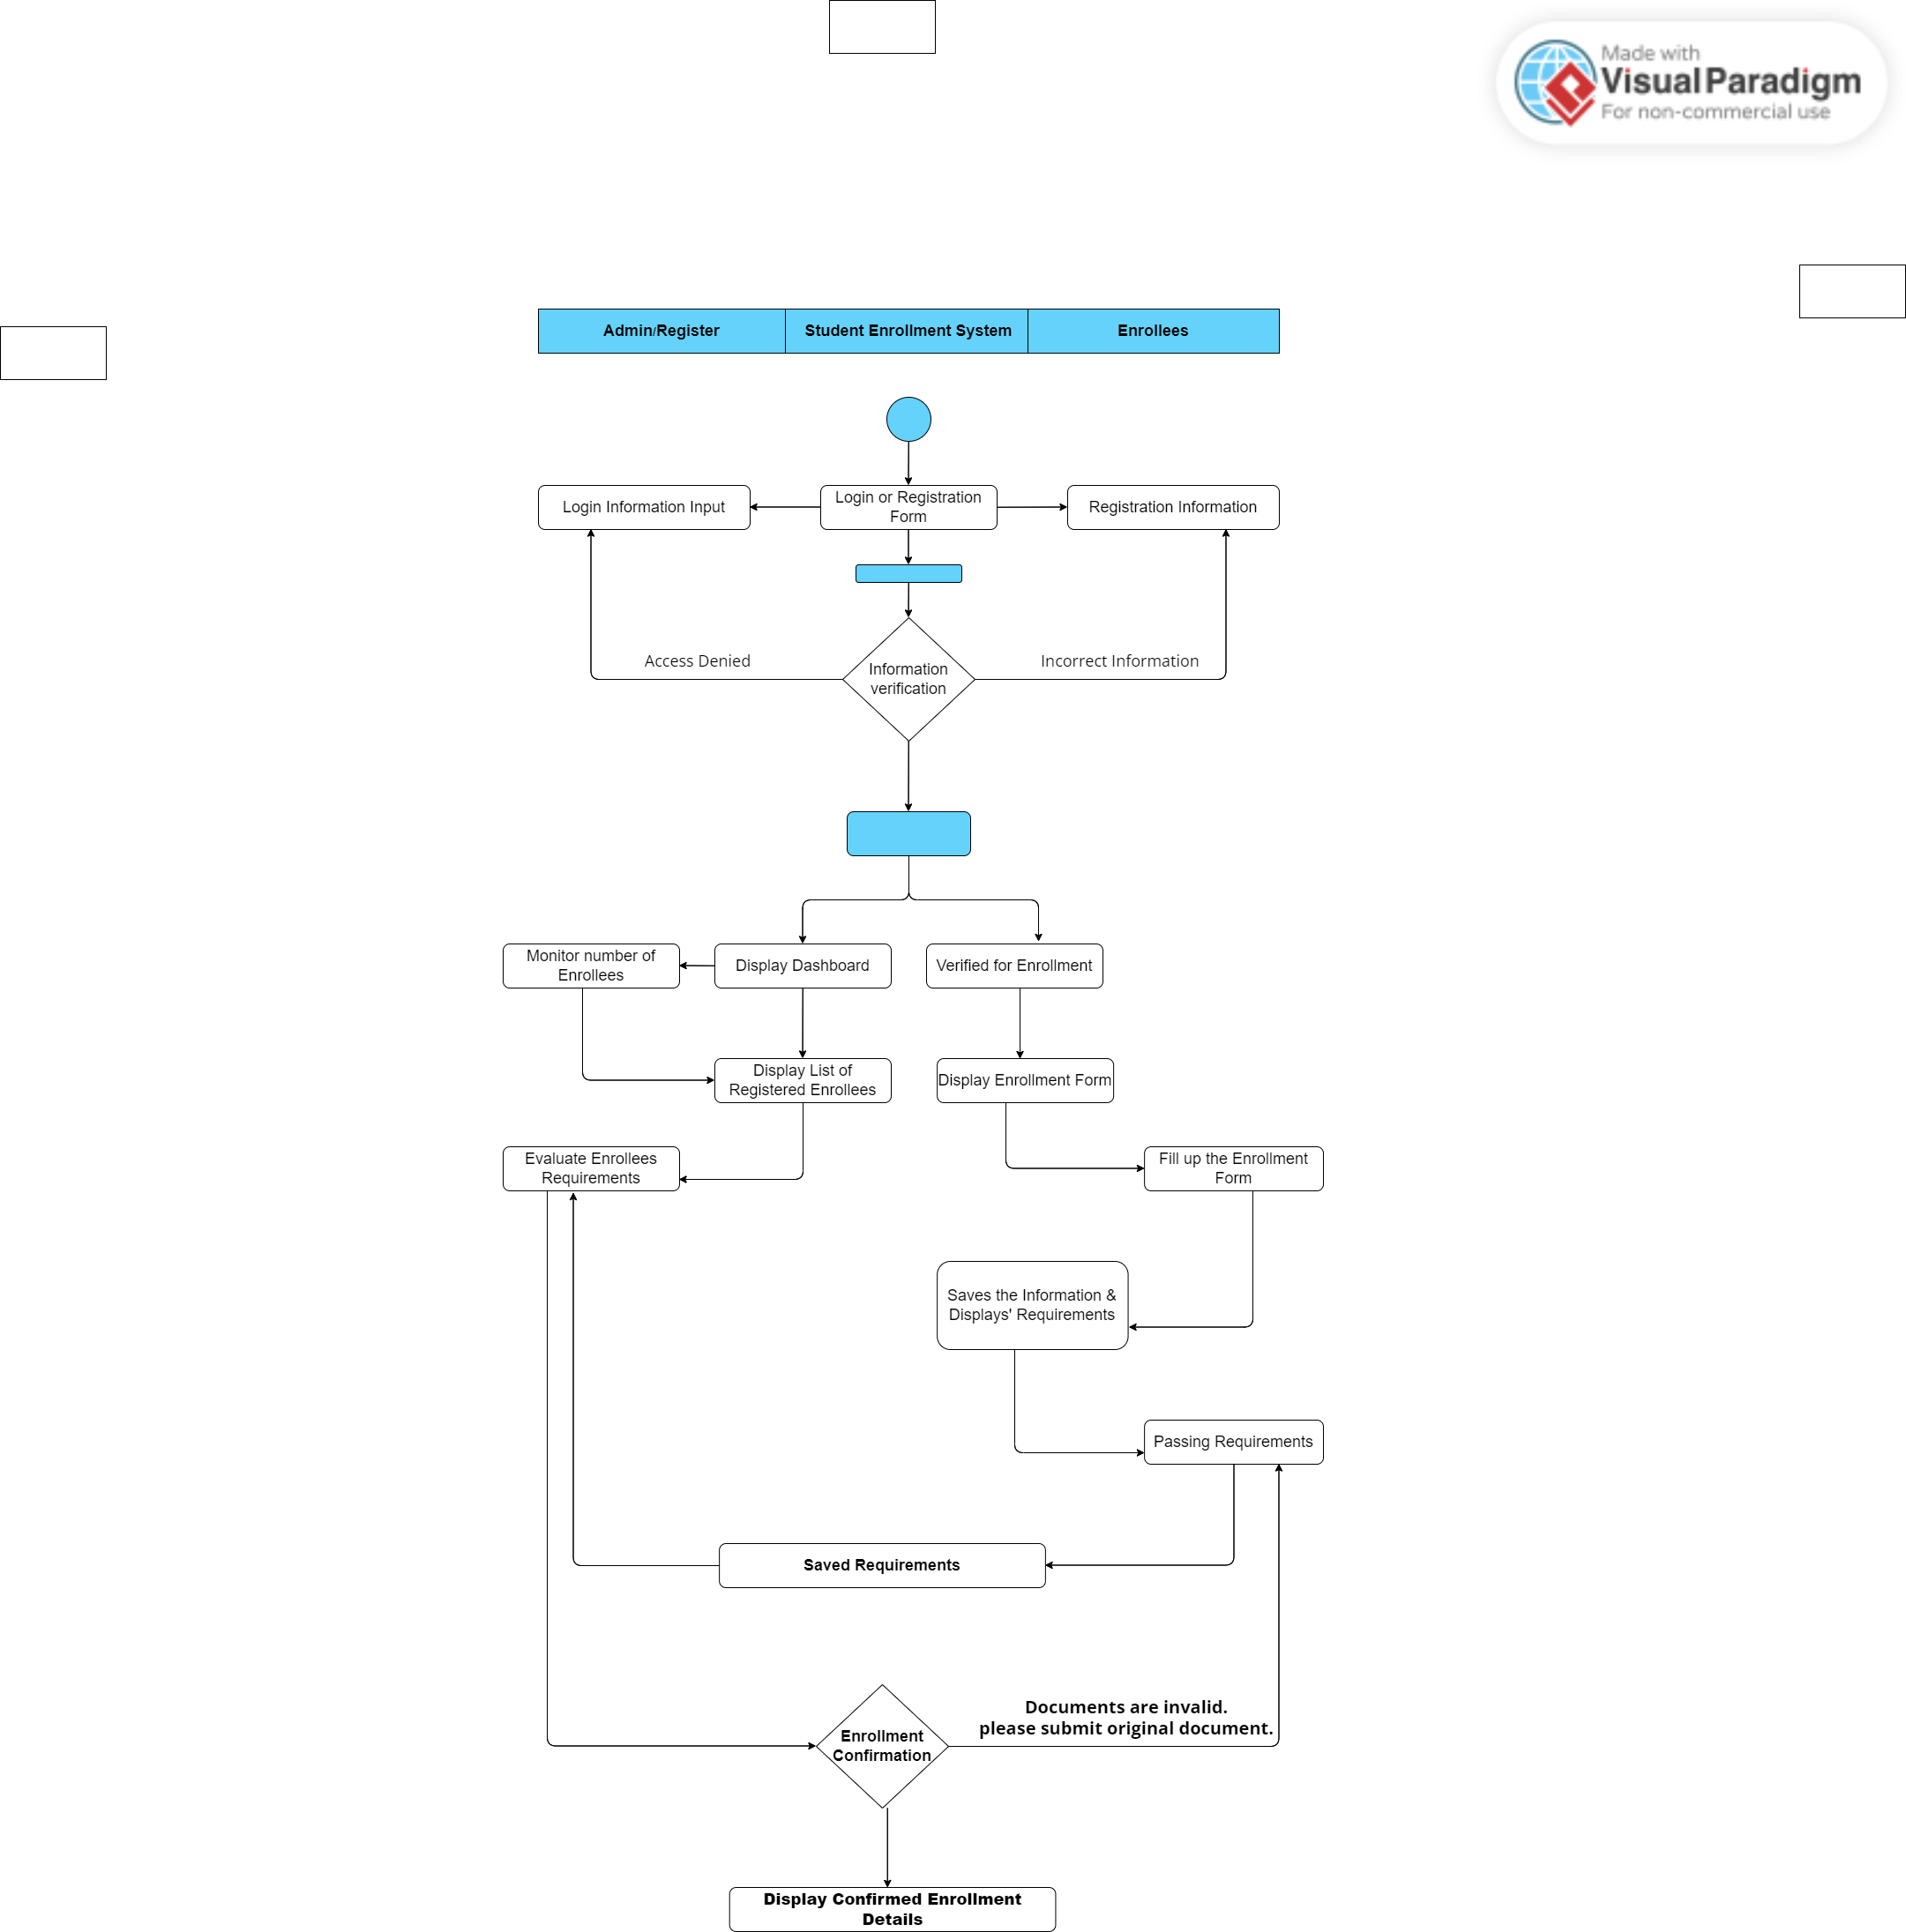 Made with
Visual Paradigm
For non-commercial use
Admin/Register
Student Enrollment System
Enrollees
Login Information Input
Login or Registration
Form
Registration Information
Access Denied
Information
verification
Incorrect Information
Monitor number of
Enrollees
Display Dashboard
Verified for Enrollment
Display List of
Registered Enrollees
Display Enrollment Form
Evaluate Enrollees
Requirements
Fill up the Enrollment
Form
Saves the Information &
Displays' Requirements
Passing Requirements
Saved Requirements
Documents are invalid.
please submit original document.
Enrollment
Confirmation
Display Confirmed Enrollment
Details